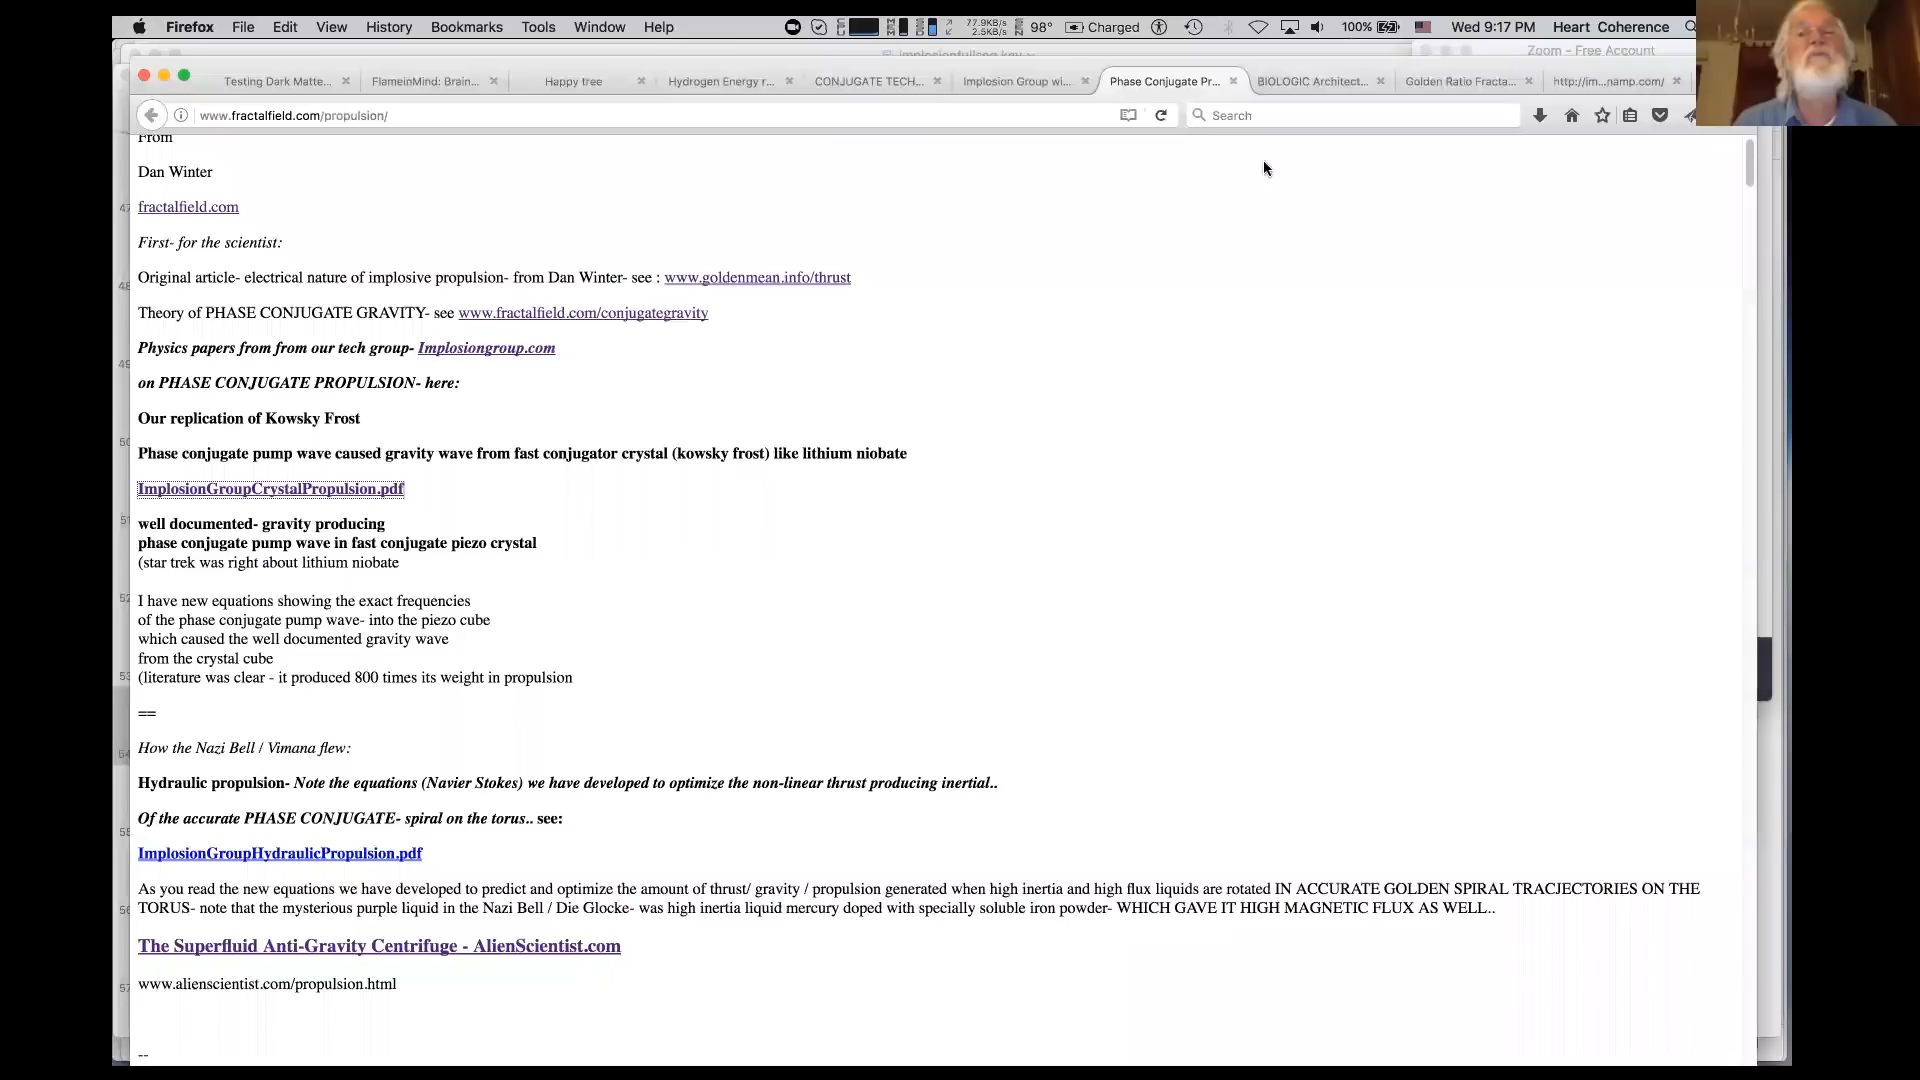 Firefox File Edit View History Bookmarks Tools Window Help 77.9KB/s 2.5KB/s 98° Charged 100% Wed 9:17 PM Heart Coherence
Zoom - Free Account
Testing Dark Matte... FlameinMind: Brain... Happy tree Hydrogen Energy r... CONJUGATE TECH... Implosion Group wi... Phase Conjugate Pr... BIOLOGIC Architect... Golden Ratio Fracta... http://im...namp.com/
www.fractalfield.com/propulsion/ Search
From
Dan Winter
fractalfield.com
First- for the scientist:
Original article- electrical nature of implosive propulsion- from Dan Winter- see : www.goldenmean.info/thrust
Theory of PHASE CONJUGATE GRAVITY- see www.fractalfield.com/conjugategravity
Physics papers from from our tech group- Implosiongroup.com
on PHASE CONJUGATE PROPULSION- here:
Our replication of Kowsky Frost
Phase conjugate pump wave caused gravity wave from fast conjugator crystal (kowsky frost) like lithium niobate
ImplosionGroupCrystalPropulsion.pdf
well documented- gravity producing
phase conjugate pump wave in fast conjugate piezo crystal
(star trek was right about lithium niobate
I have new equations showing the exact frequencies
of the phase conjugate pump wave- into the piezo cube
which caused the well documented gravity wave
from the crystal cube
(literature was clear - it produced 800 times its weight in propulsion
==
How the Nazi Bell / Vimana flew:
Hydraulic propulsion- Note the equations (Navier Stokes) we have developed to optimize the non-linear thrust producing inertial..
Of the accurate PHASE CONJUGATE- spiral on the torus.. see:
ImplosionGroupHydraulicPropulsion.pdf
As you read the new equations we have developed to predict and optimize the amount of thrust/ gravity / propulsion generated when high inertia and high flux liquids are rotated IN ACCURATE GOLDEN SPIRAL TRACJECTORIES ON THE
TORUS- note that the mysterious purple liquid in the Nazi Bell / Die Glocke- was high inertia liquid mercury doped with specially soluble iron powder- WHICH GAVE IT HIGH MAGNETIC FLUX AS WELL..
The Superfluid Anti-Gravity Centrifuge - AlienScientist.com
www.alienscientist.com/propulsion.html
--